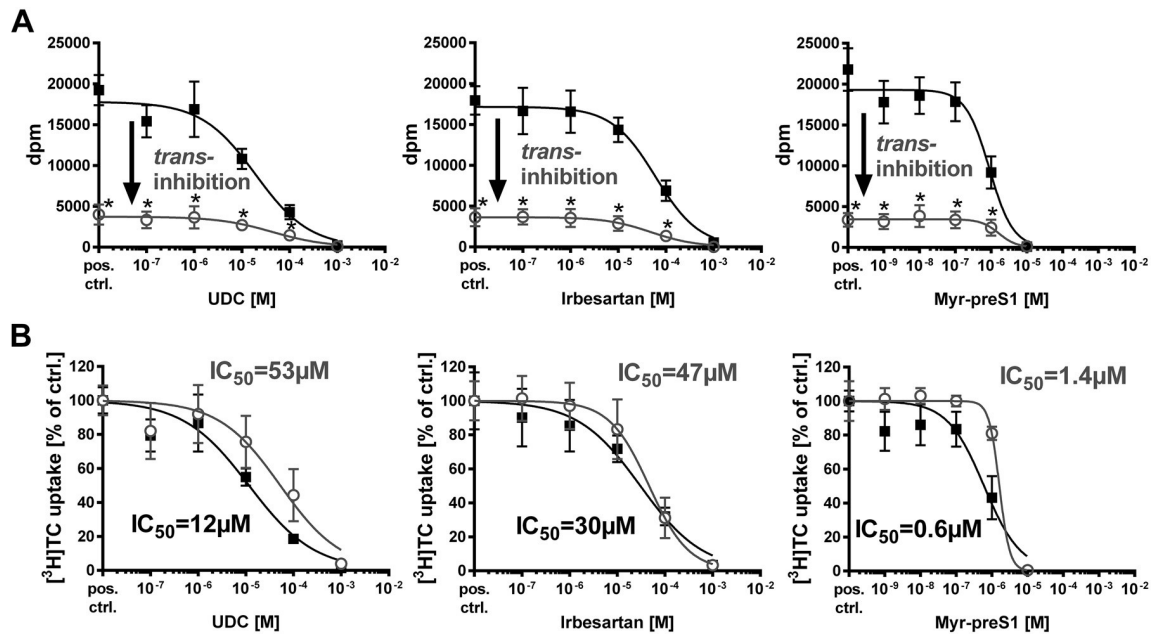 A
25000
20000
15000
10000
5000
0
dpm
trans-
inhibition
* * * * *
pos. ctrl. 10⁻⁷ 10⁻⁶ 10⁻⁵ 10⁻⁴ 10⁻³ 10⁻²
UDC [M]
25000
20000
15000
10000
5000
0
dpm
trans-
inhibition
* * * * *
pos. ctrl. 10⁻⁷ 10⁻⁶ 10⁻⁵ 10⁻⁴ 10⁻³ 10⁻²
Irbesartan [M]
25000
20000
15000
10000
5000
0
dpm
trans-
inhibition
* * * * *
pos. ctrl. 10⁻⁹ 10⁻⁸ 10⁻⁷ 10⁻⁶ 10⁻⁵ 10⁻⁴ 10⁻³ 10⁻²
Myr-preS1 [M]
B
120
100
80
60
40
20
0
[³H]TC uptake [% of ctrl.]
IC₅₀=53µM
IC₅₀=12µM
pos. ctrl. 10⁻⁷ 10⁻⁶ 10⁻⁵ 10⁻⁴ 10⁻³ 10⁻²
UDC [M]
120
100
80
60
40
20
0
[³H]TC uptake [% of ctrl.]
IC₅₀=47µM
IC₅₀=30µM
pos. ctrl. 10⁻⁷ 10⁻⁶ 10⁻⁵ 10⁻⁴ 10⁻³ 10⁻²
Irbesartan [M]
120
100
80
60
40
20
0
[³H]TC uptake [% of ctrl.]
IC₅₀=1.4µM
IC₅₀=0.6µM
pos. ctrl. 10⁻⁹ 10⁻⁸ 10⁻⁷ 10⁻⁶ 10⁻⁵ 10⁻⁴ 10⁻³ 10⁻²
Myr-preS1 [M]